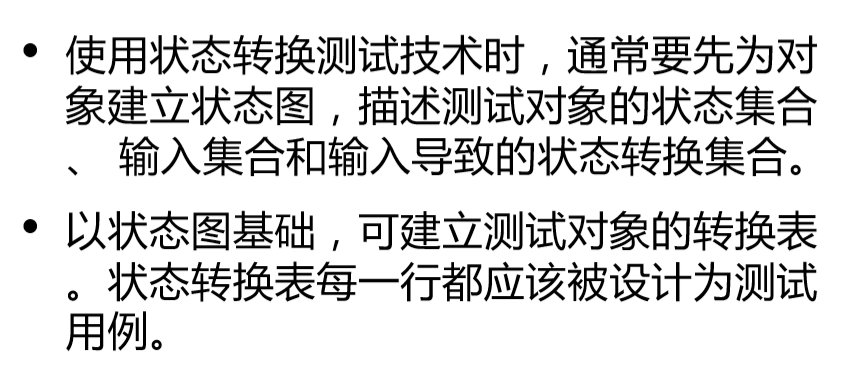 • 使用状态转换测试技术时，通常要先为对
象建立状态图，描述测试对象的状态集合
、 输入集合和输入导致的状态转换集合。
• 以状态图基础，可建立测试对象的转换表
。状态转换表每一行都应该被设计为测试
用例。